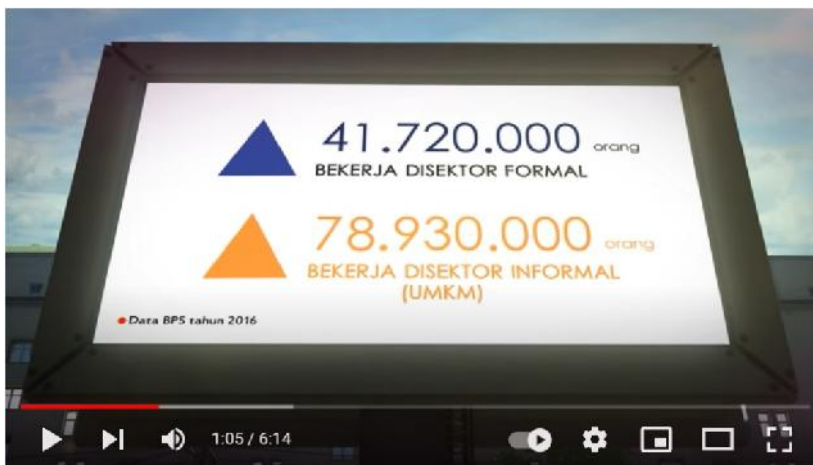 41.720.000 orang
BEKERJA DISEKTOR FORMAL
78.930.000 orang
BEKERJA DISEKTOR INFORMAL
(UMKM)
Data BPS tahun 2016
1:05 / 6:14